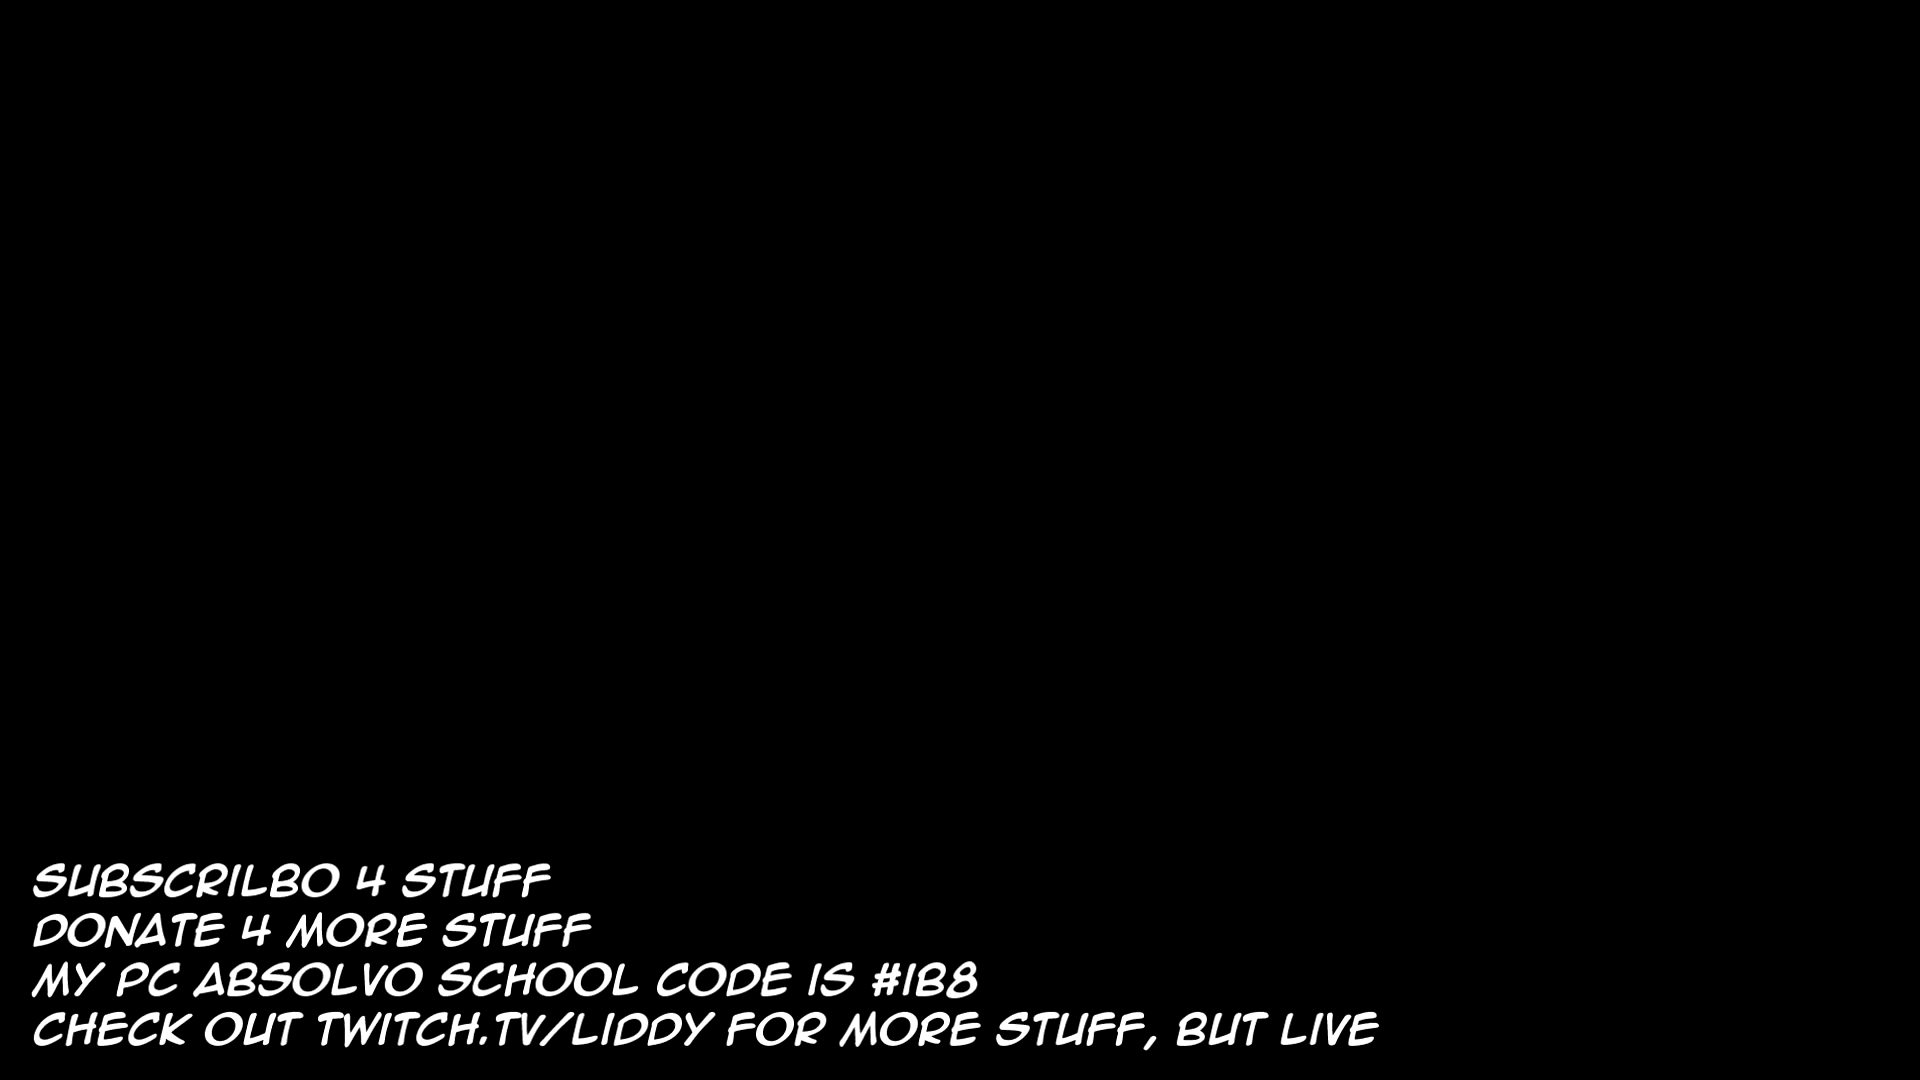 SUBSCRILBO 4 STUFF
DONATE 4 MORE STUFF
MY PC ABSOLVO SCHOOL CODE IS #IB8
CHECK OUT TWITCH.TV/LIDDY FOR MORE STUFF, BUT LIVE